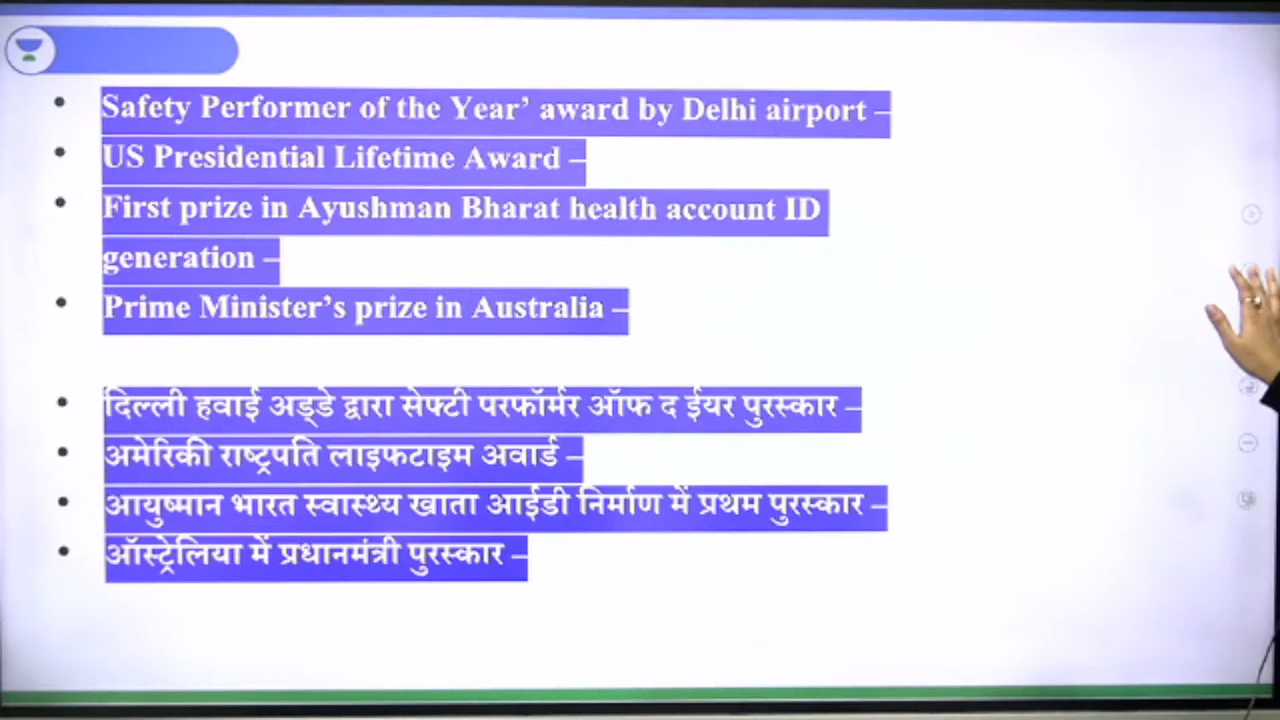 Safety Performer of the Year’ award by Delhi airport –
US Presidential Lifetime Award –
First prize in Ayushman Bharat health account ID
generation –
Prime Minister’s prize in Australia –
दिल्ली हवाई अड्डे द्वारा सेफ्टी परफॉर्मर ऑफ द ईयर पुरस्कार –
अमेरिकी राष्ट्रपति लाइफटाइम अवार्ड –
आयुष्मान भारत स्वास्थ्य खाता आईडी निर्माण में प्रथम पुरस्कार –
ऑस्ट्रेलिया में प्रधानमंत्री पुरस्कार –